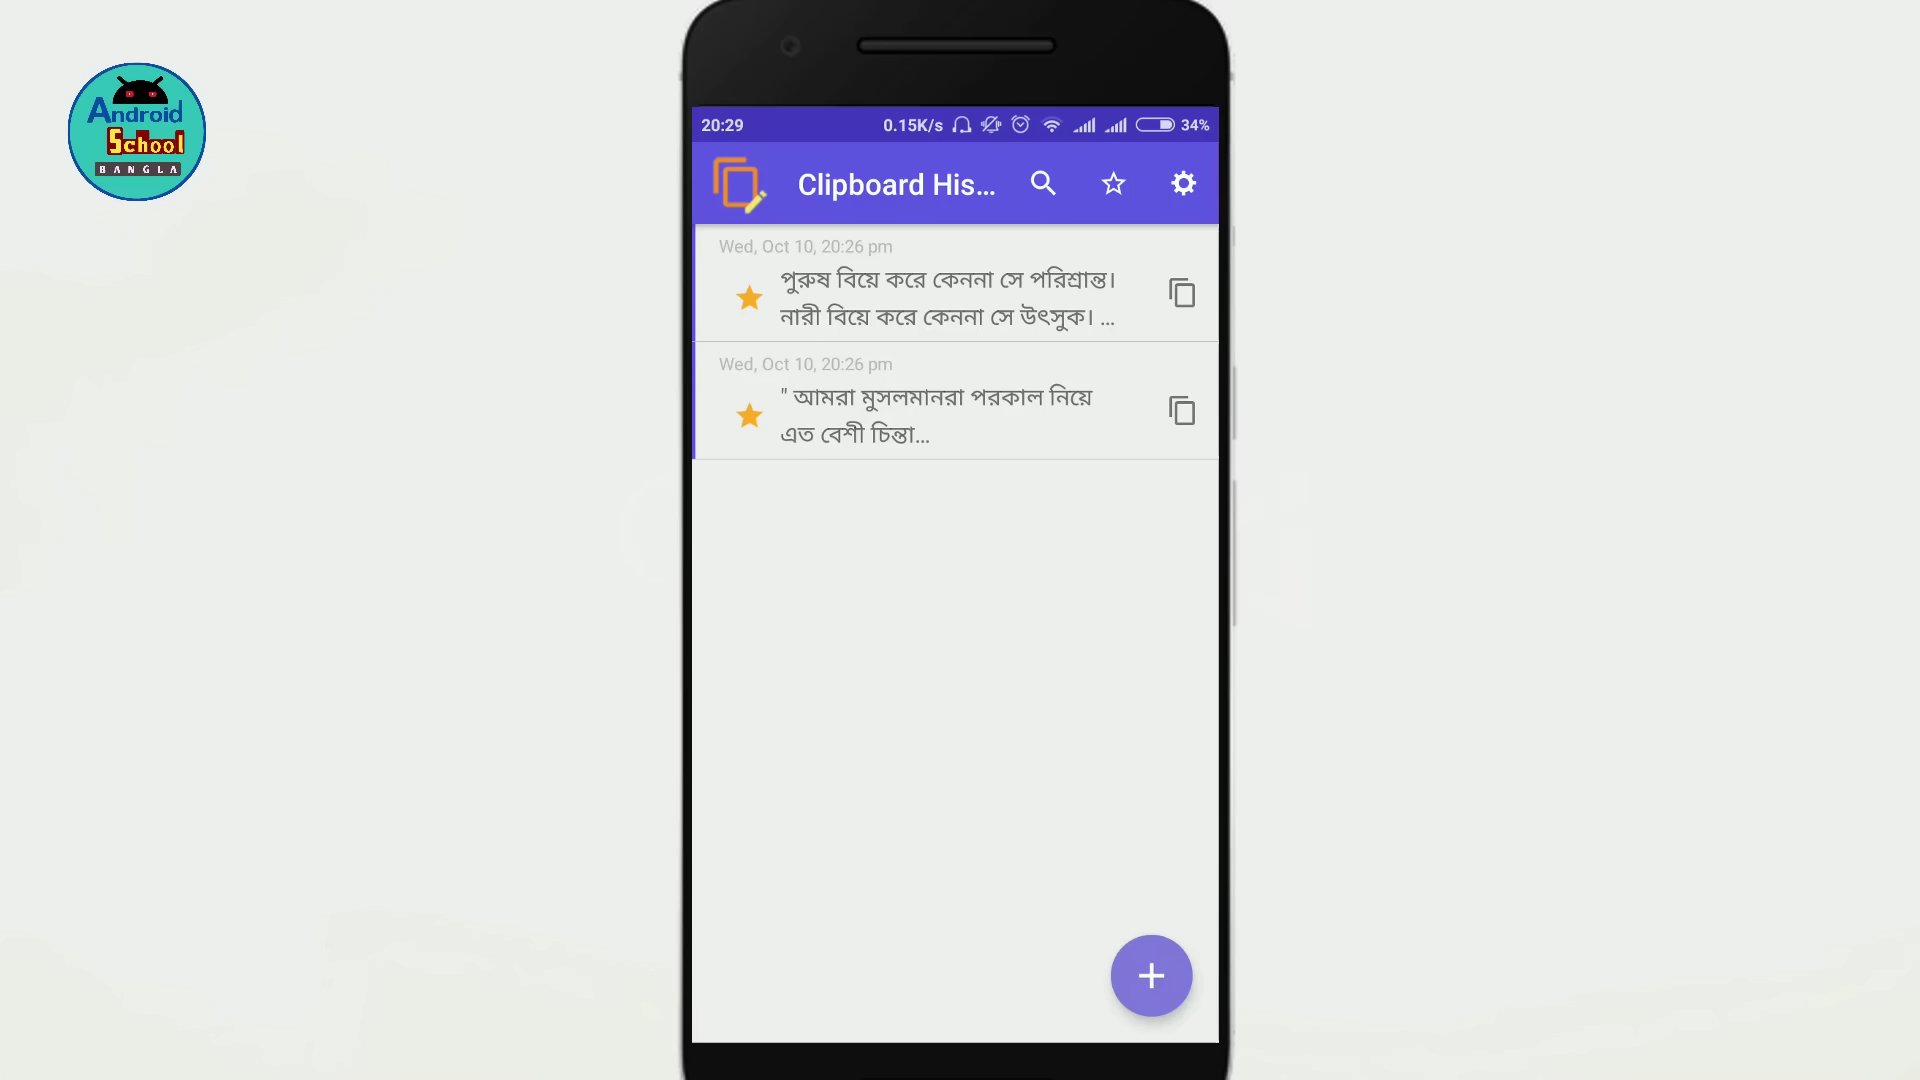 Android
School
BANGLA
20:29
0.15K/s
34%
Clipboard His...
Wed, Oct 10, 20:26 pm
পুরুষ বিয়ে করে কেননা সে পরিশ্রান্ত।
নারী বিয়ে করে কেননা সে উৎসুক। ...
Wed, Oct 10, 20:26 pm
" আমরা মুসলমানরা পরকাল নিয়ে
এত বেশী চিন্তা...